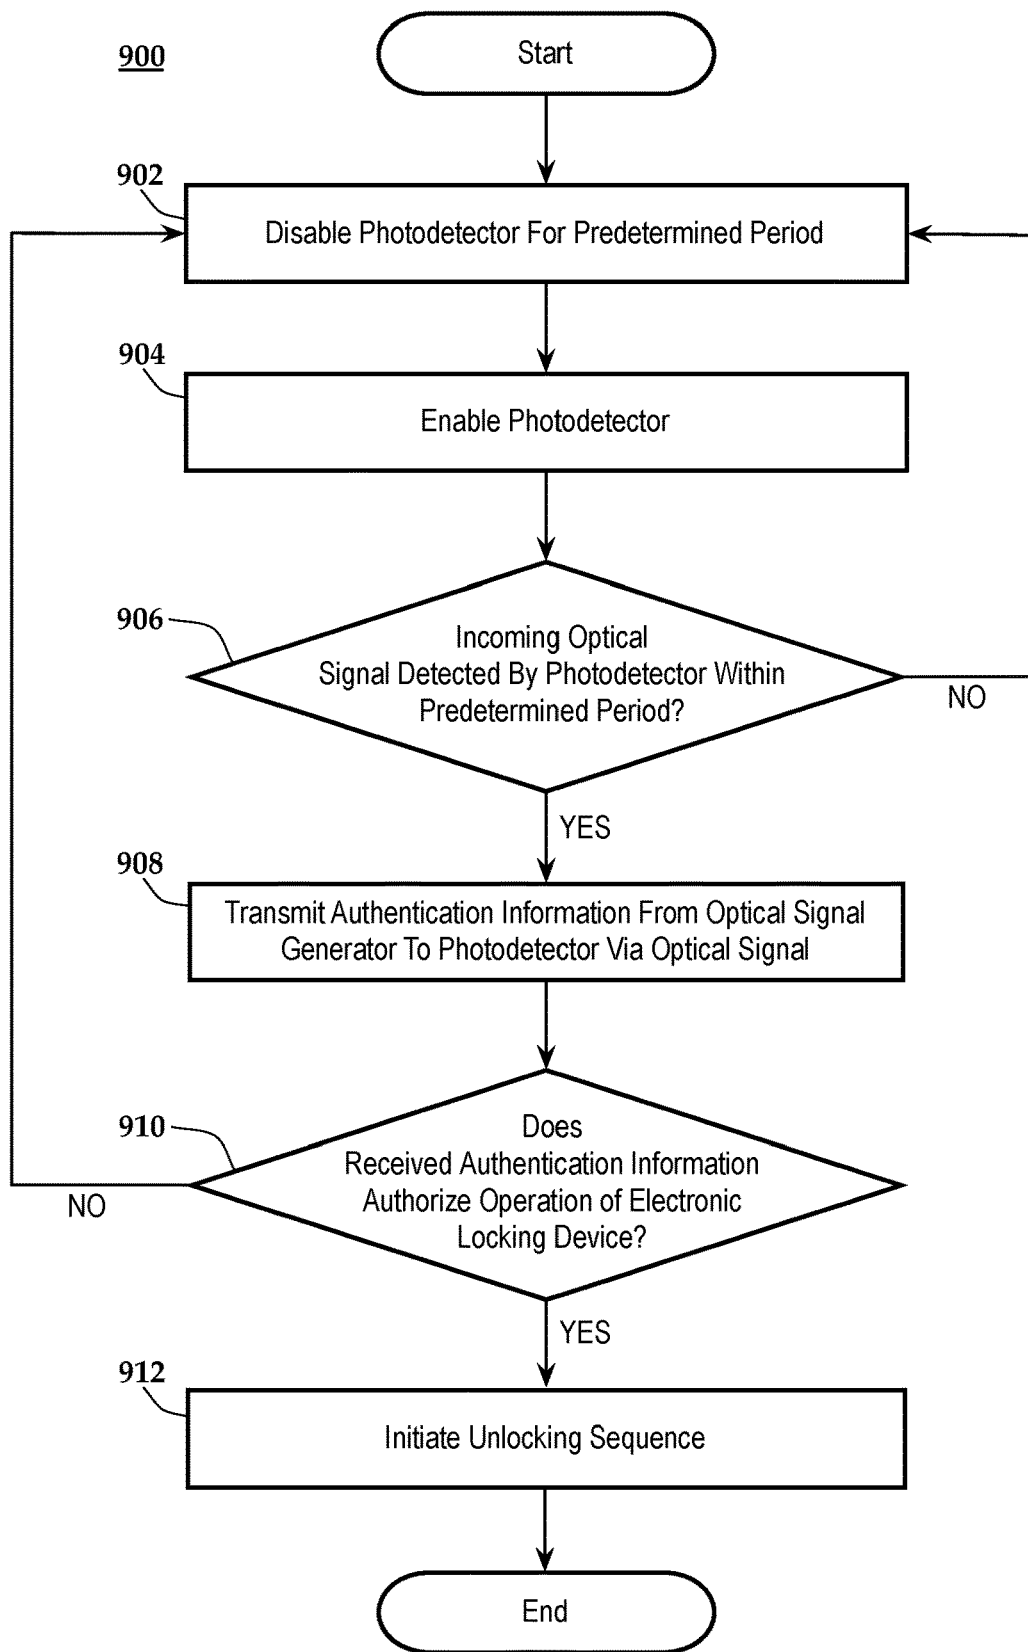 900
Start
902
Disable Photodetector For Predetermined Period
904
Enable Photodetector
906
Incoming Optical
Signal Detected By Photodetector Within
Predetermined Period?
NO
YES
908
Transmit Authentication Information From Optical Signal
Generator To Photodetector Via Optical Signal
910
Does
Received Authentication Information
Authorize Operation of Electronic
Locking Device?
NO
YES
912
Initiate Unlocking Sequence
End